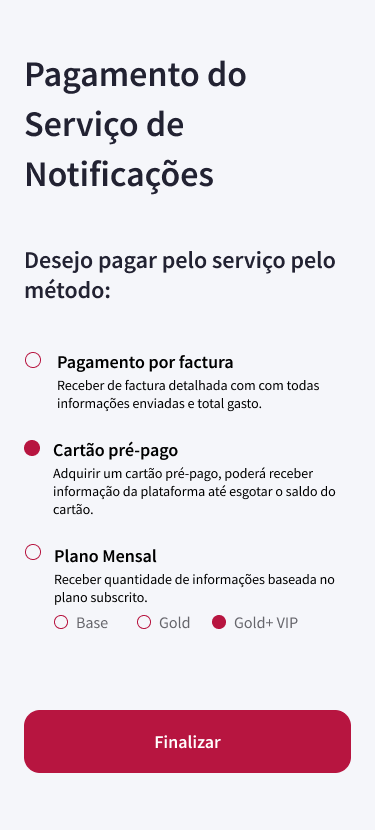 Pagamento do
Serviço de
Notificações
Desejo pagar pelo serviço pelo
método:
Pagamento por factura
Receber de factura detalhada com com todas
informações enviadas e total gasto.
Cartão pré-pago
Adquirir um cartão pré-pago, poderá receber
informação da plataforma até esgotar o saldo do
cartão.
Plano Mensal
Receber quantidade de informações baseada no
plano subscrito.
Base Gold Gold+ VIP
Finalizar